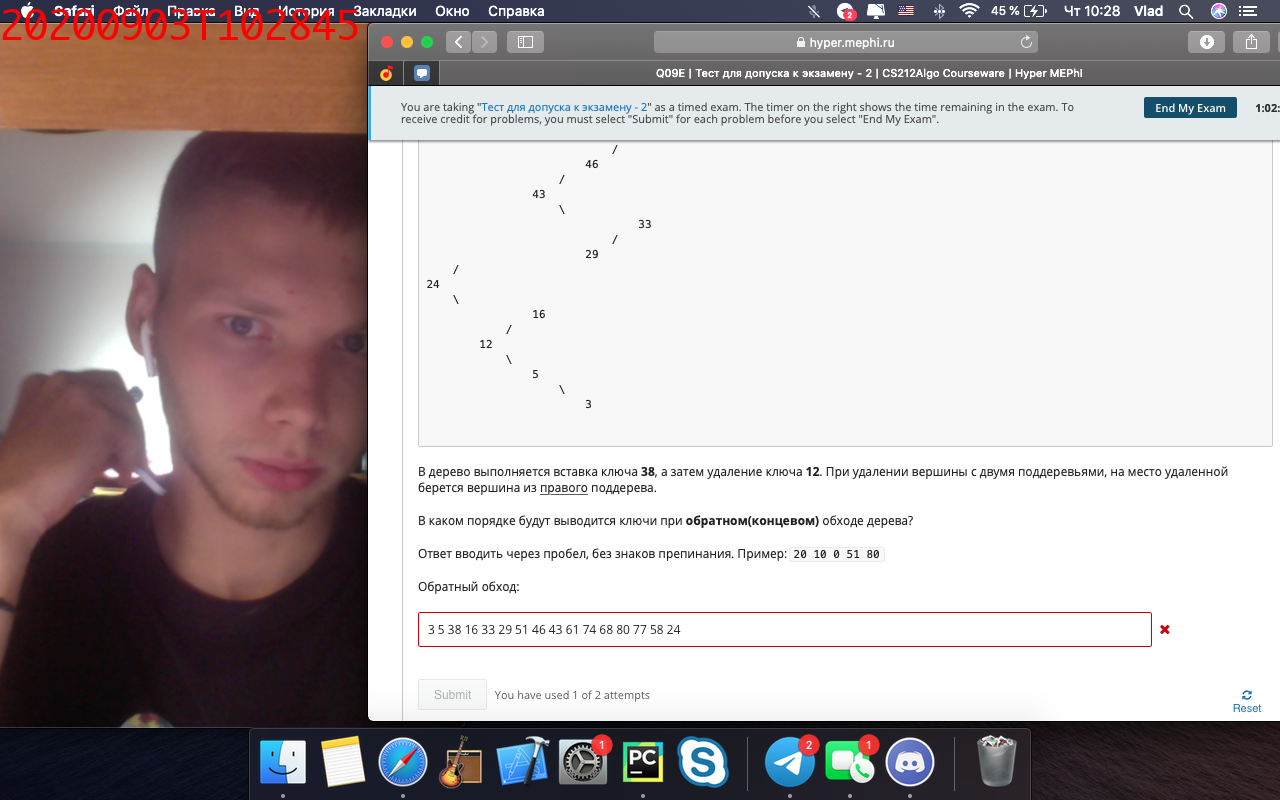 20200903T102845
Safari Файл Правка Вид История Закладки Окно Справка
2
45 % Чт 10:28 Vlad
hyper.mephi.ru
Q09E | Тест для допуска к экзамену - 2 | CS212Algo Courseware | Hyper MEPhI
You are taking "Тест для допуска к экзамену - 2" as a timed exam. The timer on the right shows the time remaining in the exam. To
receive credit for problems, you must select "Submit" for each problem before you select "End My Exam".
End My Exam
1:02:
/
46
/
43
\
33
/
29
/
24
\
16
/
12
\
5
\
3
В дерево выполняется вставка ключа 38, а затем удаление ключа 12. При удалении вершины с двумя поддеревьями, на место удаленной
берется вершина из правого поддерева.
В каком порядке будут выводится ключи при обратном(концевом) обходе дерева?
Ответ вводить через пробел, без знаков препинания. Пример: 20 10 0 51 80
Обратный обход:
3 5 38 16 33 29 51 46 43 61 74 68 80 77 58 24
Submit
You have used 1 of 2 attempts
Reset
1
PC
2
1